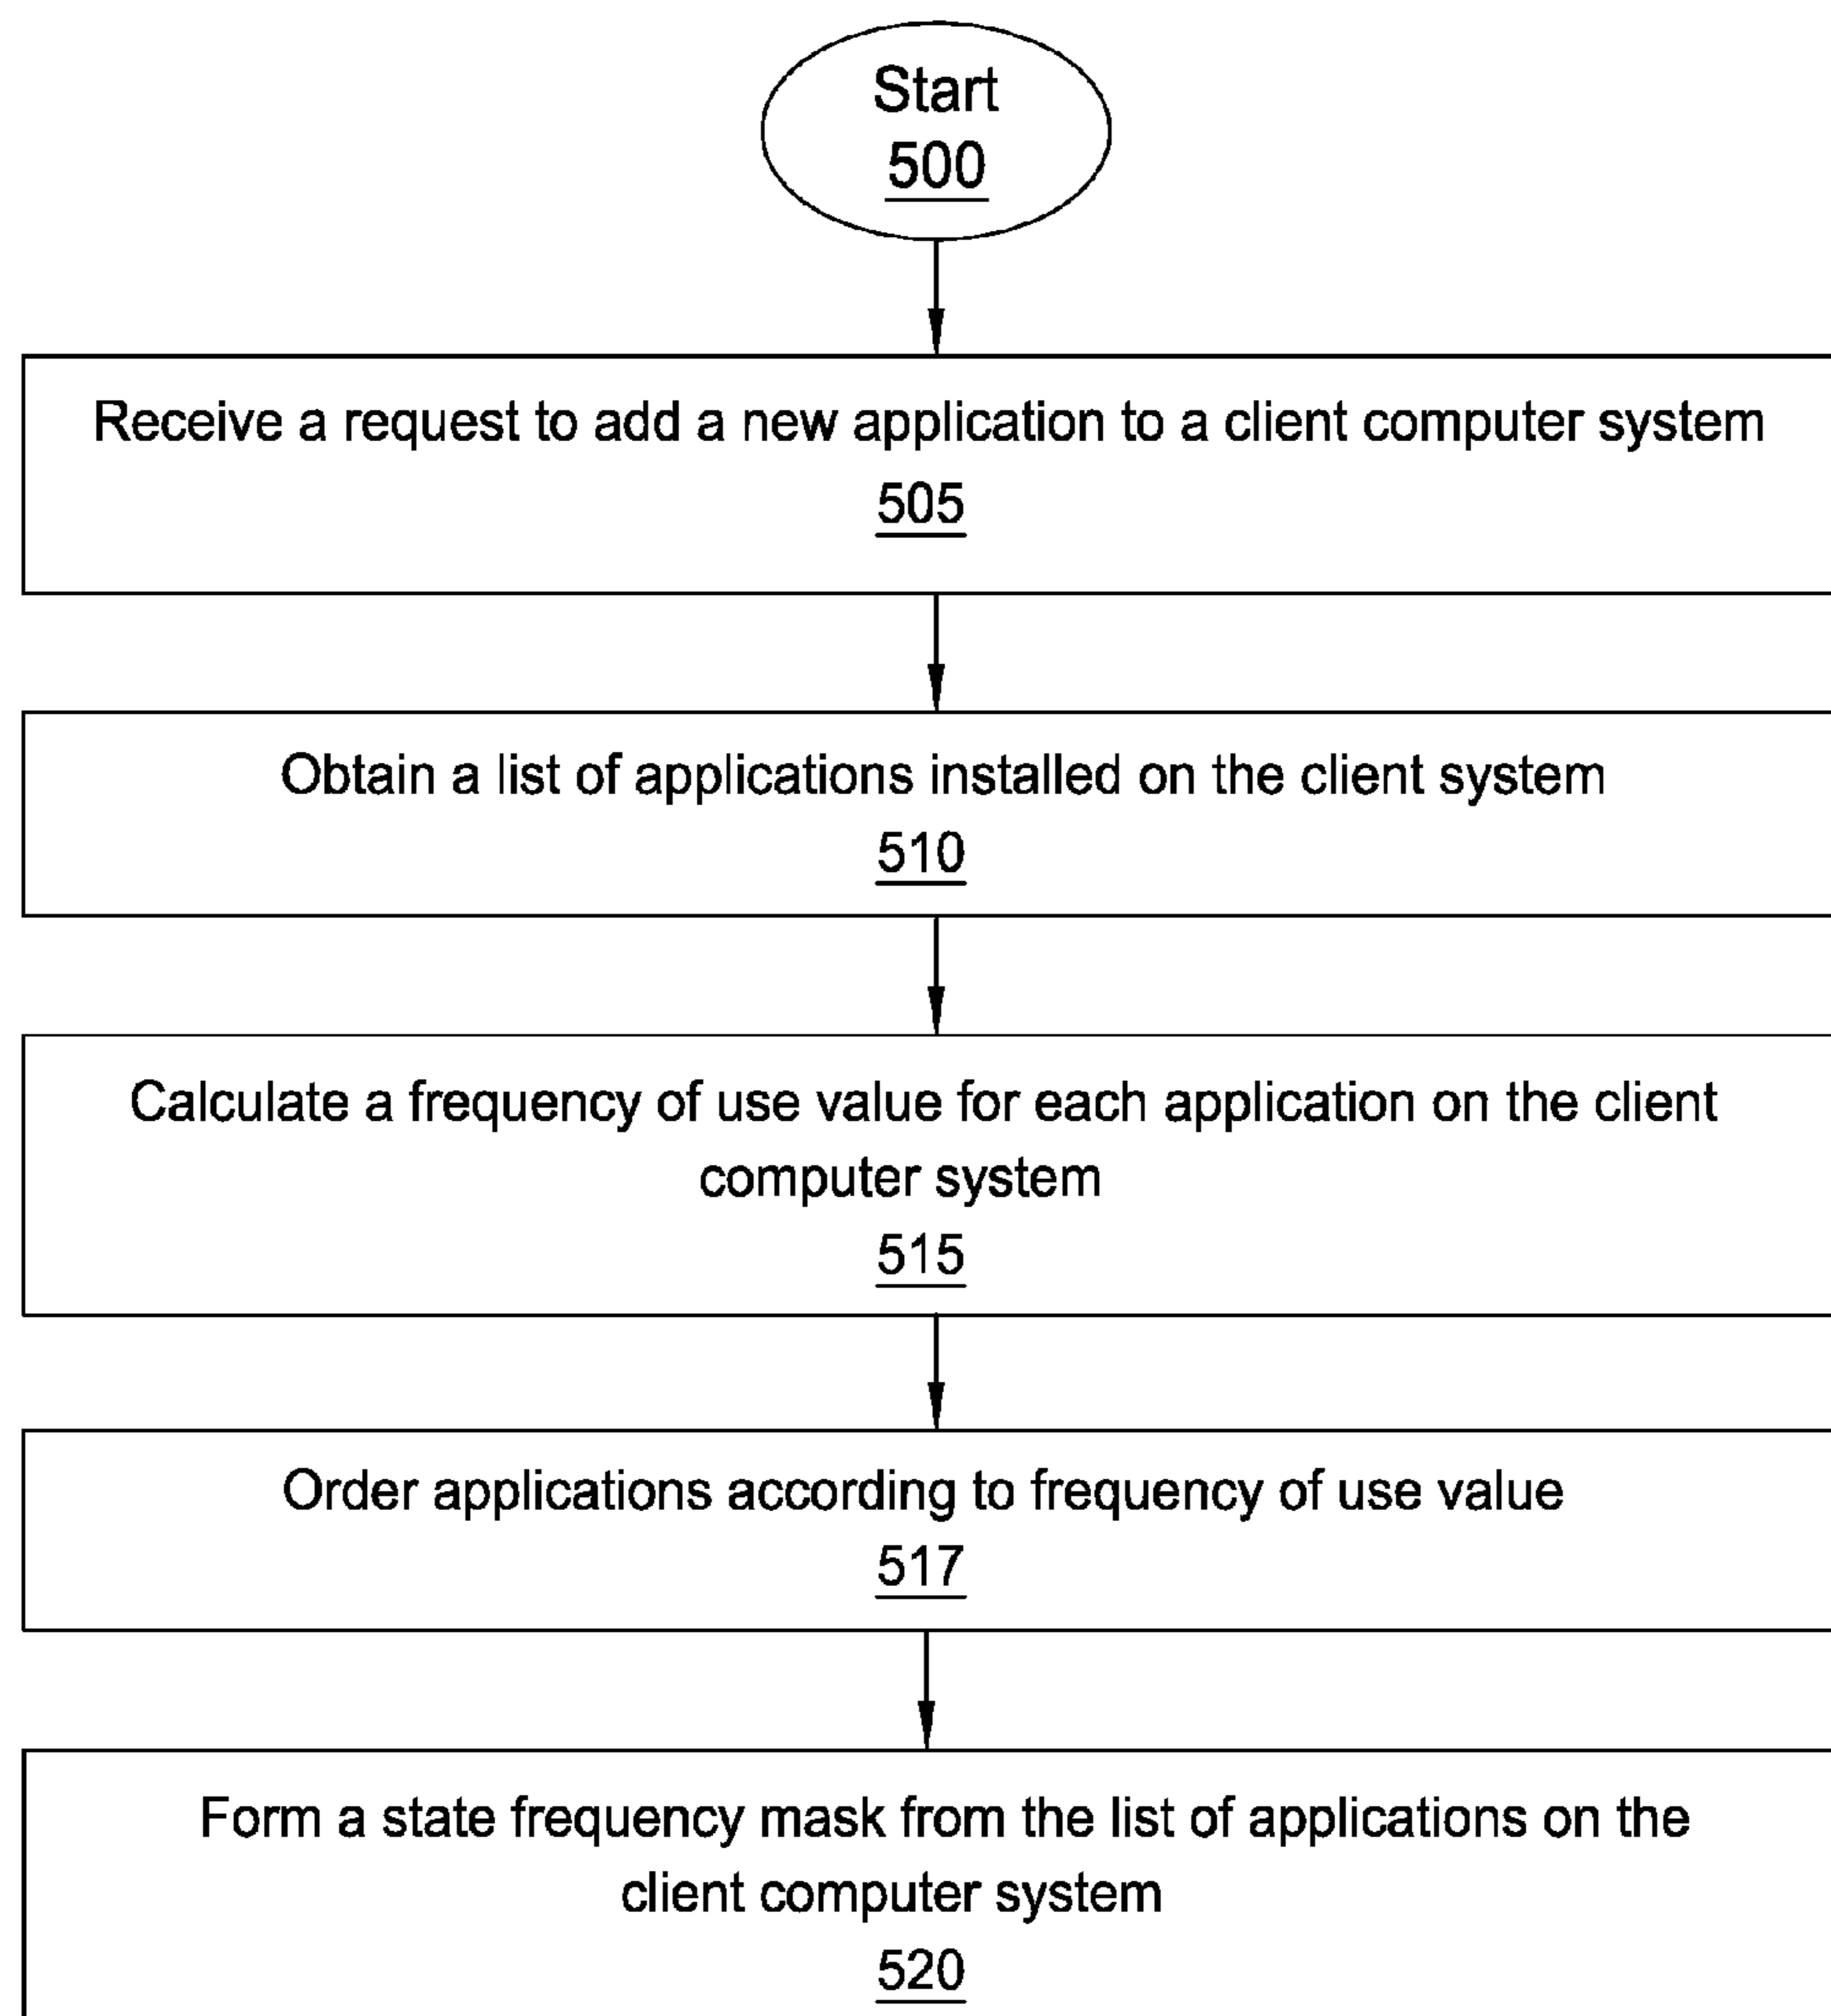 Start
500
Receive a request to add a new application to a client computer system
505
Obtain a list of applications installed on the client system
510
Calculate a frequency of use value for each application on the client
computer system
515
Order applications according to frequency of use value
517
Form a state frequency mask from the list of applications on the
client computer system
520